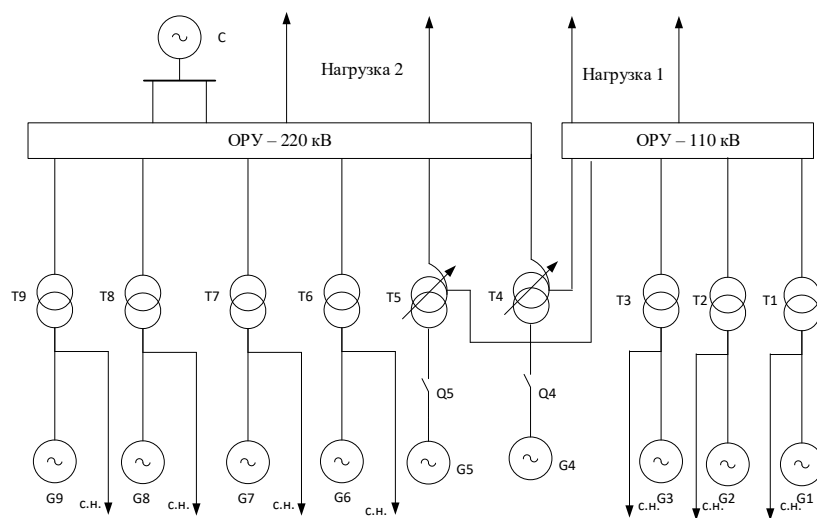 С
Нагрузка 2
Нагрузка 1
ОРУ – 220 кВ
ОРУ – 110 кВ
T9
T8
T7
T6
T5
T4
T3
T2
T1
Q5
Q4
G9
с.н.
G8
с.н.
G7
с.н.
G6
с.н.
G5
G4
с.н.
G3
с.н.
G2
с.н.
G1